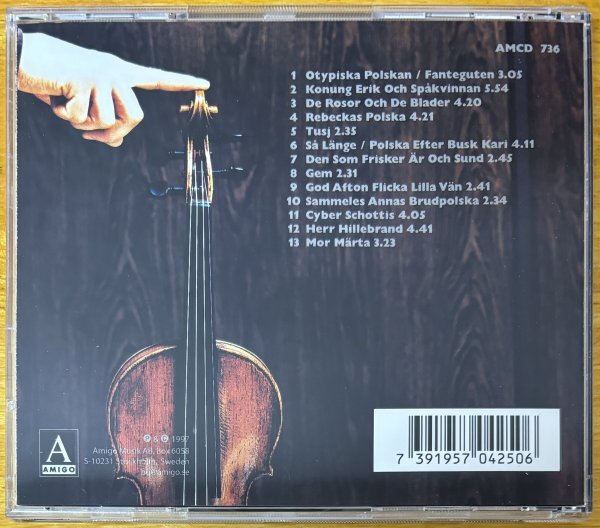 AMCD 736
1 Otypiska Polskan / Fanteguten 3.05
2 Konung Erik Och Spåkvinnan 5.54
3 De Rosor Och De Blader 4.20
4 Rebeckas Polska 4.21
5 Tusj 2.35
6 Så Länge / Polska Efter Busk Kari 4.11
7 Den Som Frisker Är Och Sund 2.45
8 Gem 2.31
9 God Afton Flicka Lilla Vän 2.41
10 Sammeles Annas Brudpolska 2.34
11 Cyber Schottis 4.05
12 Herr Hillebrand 4.41
13 Mor Märta 3.23
A
AMIGO
℗ & © 1997
Amigo Musik AB, Box 6058
S-10231 Stockholm, Sweden
@amigo.se
7 391957 042506